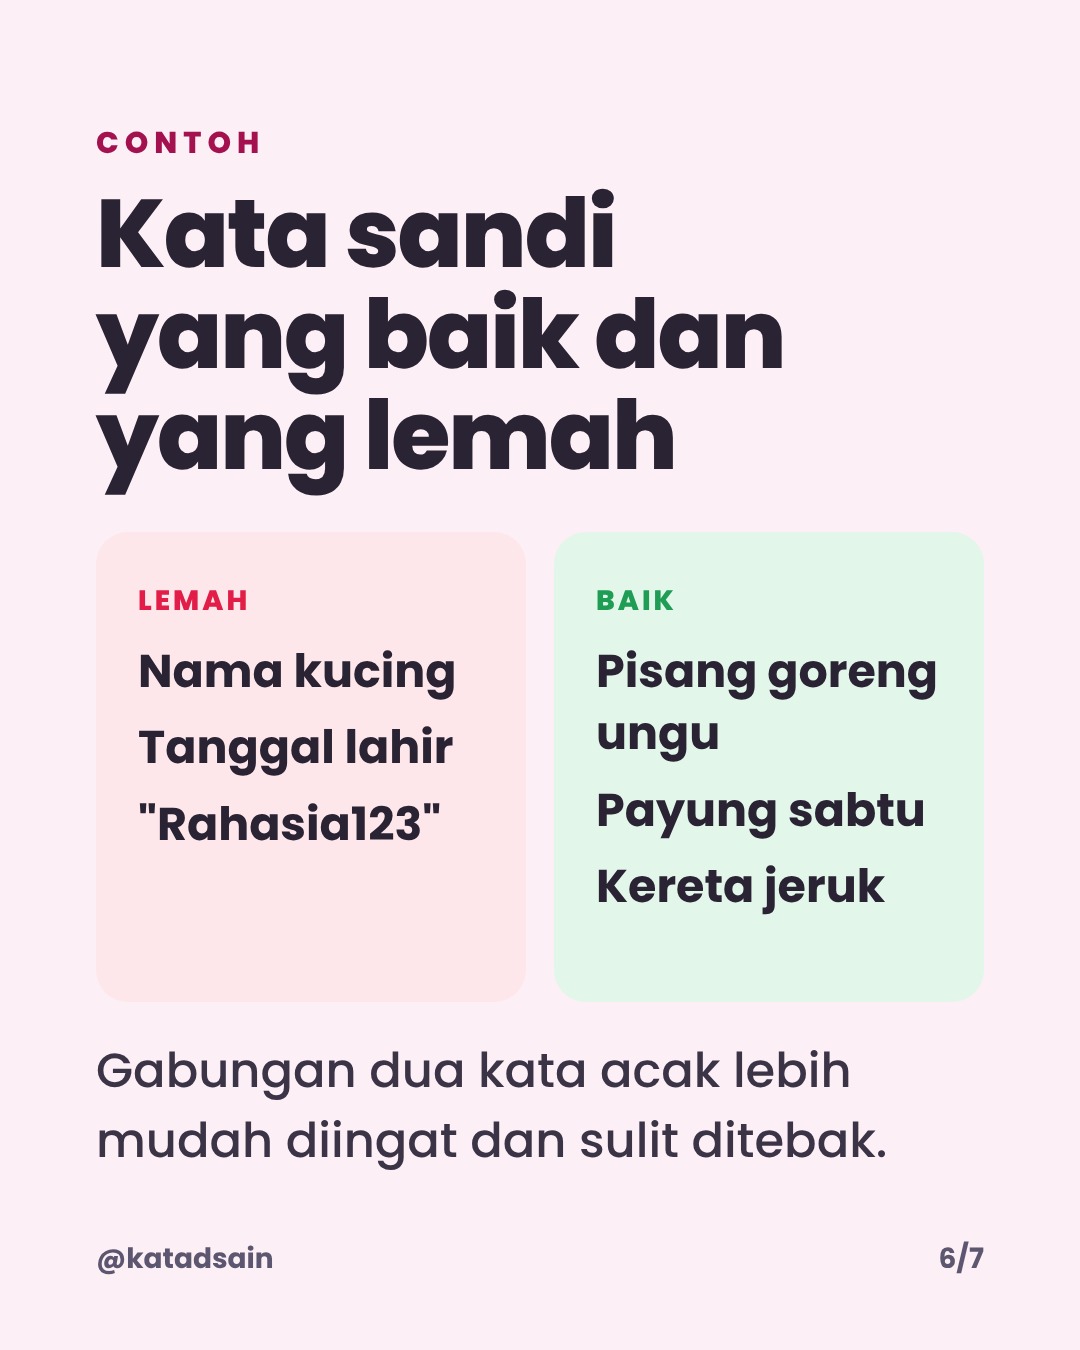 CONTOH
Kata sandi
yang baik dan
yang lemah
LEMAH
Nama kucing
Tanggal lahir
"Rahasia123"
BAIK
Pisang goreng
ungu
Payung sabtu
Kereta jeruk
Gabungan dua kata acak lebih
mudah diingat dan sulit ditebak.
@katadsain
6/7